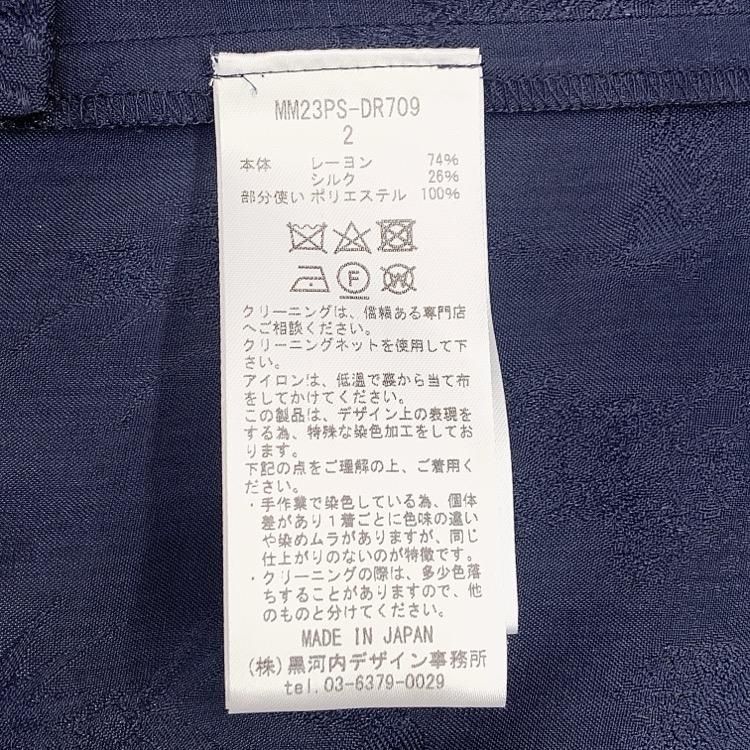 MM23PS-DR709
2
本体 レーヨン 74%
シルク 26%
部分使い ポリエステル 100%
F
W
クリーニングは、信頼ある専門店
へご相談ください。
クリーニングネットを使用して下
さい。
アイロンは、低温で裏から当て布
をしてかけてください。
この製品は、デザイン上の表現を
する為、特殊な染色加工をしてお
ります。
下記の点をご理解の上、ご着用く
ださい。
・手作業で染色している為、個体
差があり1着ごとに色味の違い
や染めムラがありますが、同じ
仕上がりのないのが特徴です。
・クリーニングの際は、多少色落
ちすることがありますので、他
のものと分けてください。
MADE IN JAPAN
(株)黒河内デザイン事務所
tel.03-6379-0029